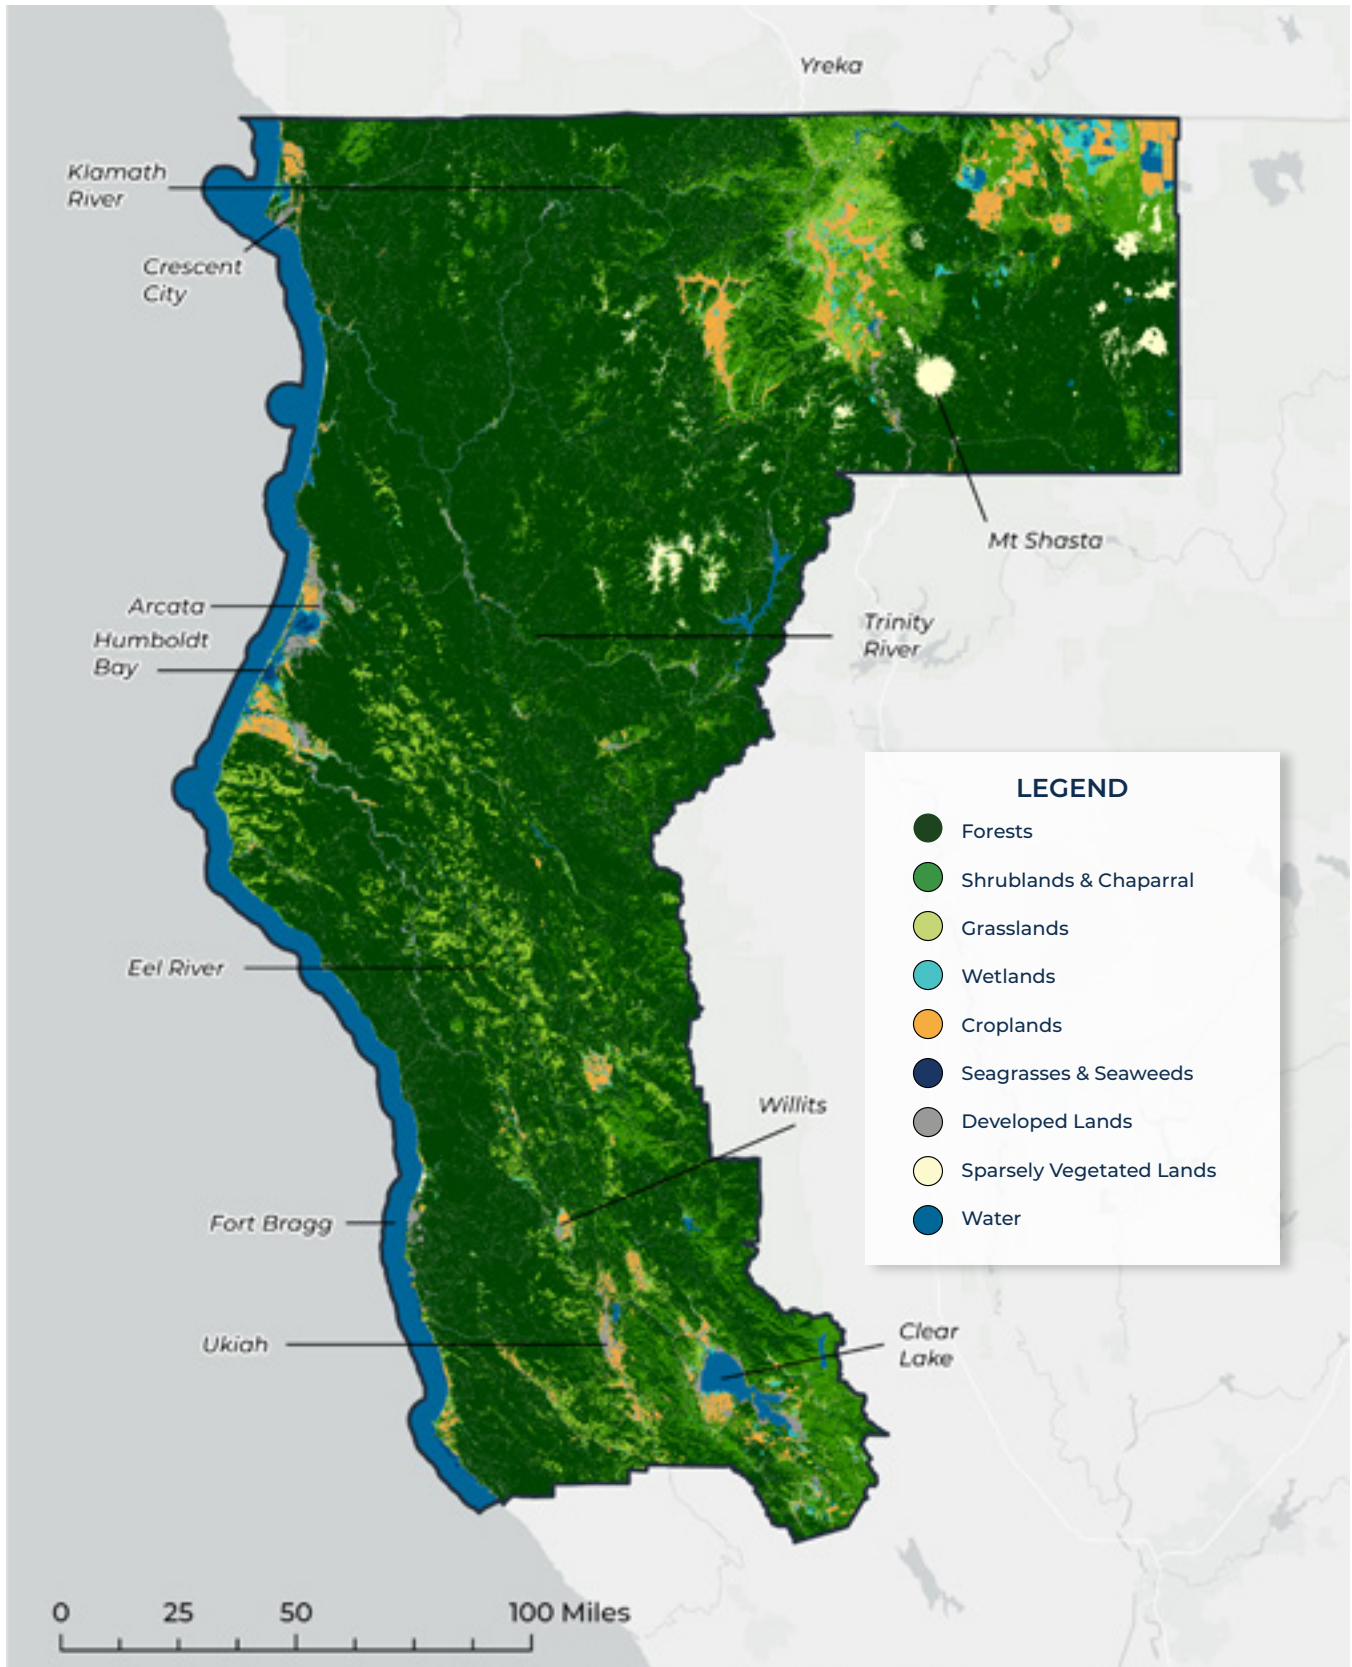 Yreka
Klamath
River
Crescent
City
Mt Shasta
Arcata
Humboldt
Bay
Trinity
River
LEGEND
Forests
Shrublands & Chaparral
Grasslands
Wetlands
Croplands
Seagrasses & Seaweeds
Developed Lands
Sparsely Vegetated Lands
Water
Eel River
Willits
Fort Bragg
Ukiah
Clear
Lake
0 25 50 100 Miles